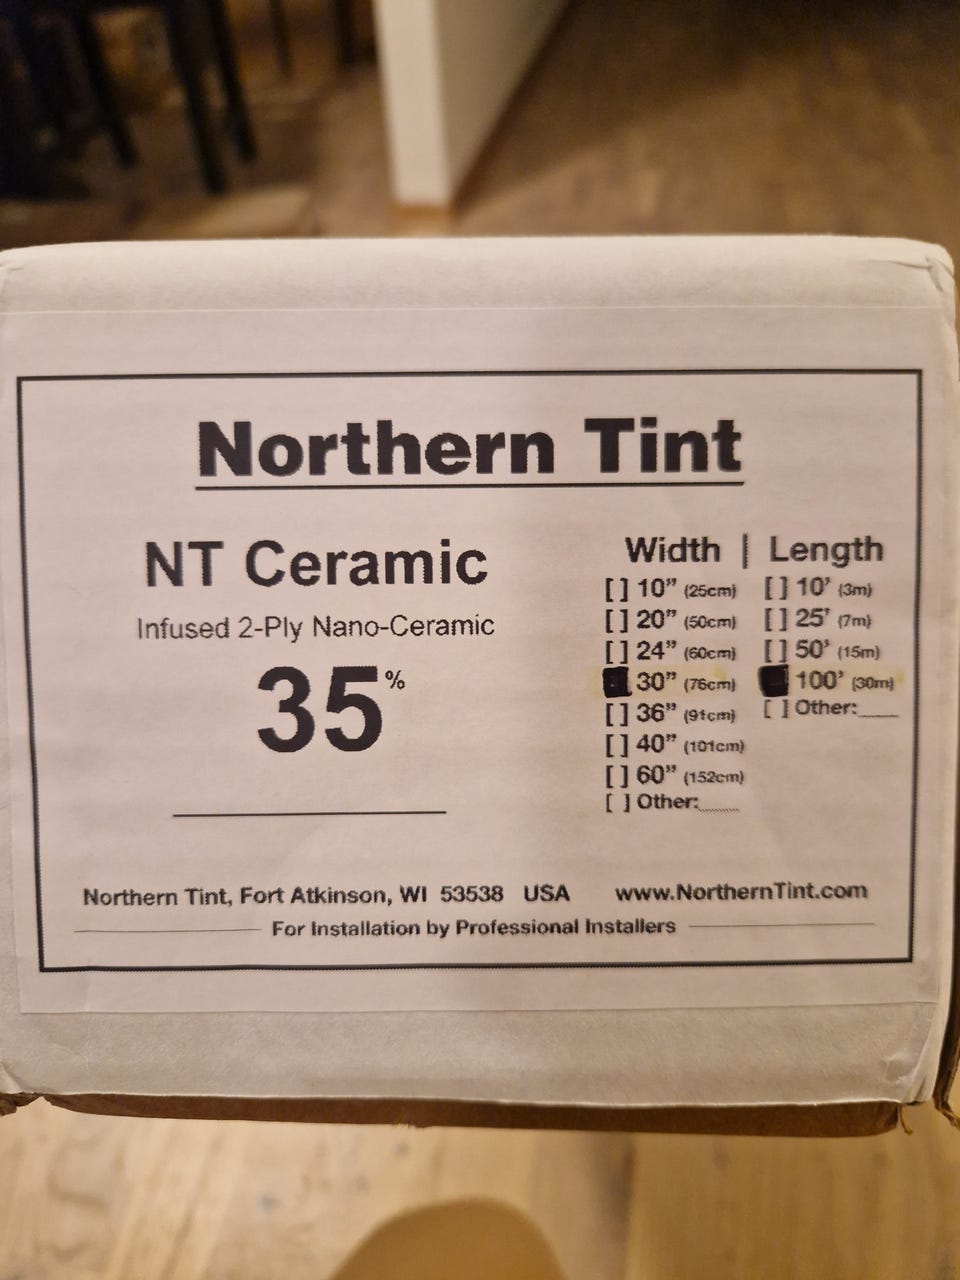 Northern Tint
NT Ceramic
Infused 2-Ply Nano-Ceramic
35%
Width | Length
[ ] 10” (25cm) [ ] 10’ (3m)
[ ] 20” (50cm) [ ] 25’ (7m)
[ ] 24” (60cm) [ ] 50’ (15m)
[■] 30” (76cm) [■] 100’ (30m)
[ ] 36” (91cm) [ ] Other:____
[ ] 40” (101cm)
[ ] 60” (152cm)
[ ] Other:____
Northern Tint, Fort Atkinson, WI 53538 USA www.NorthernTint.com
For Installation by Professional Installers